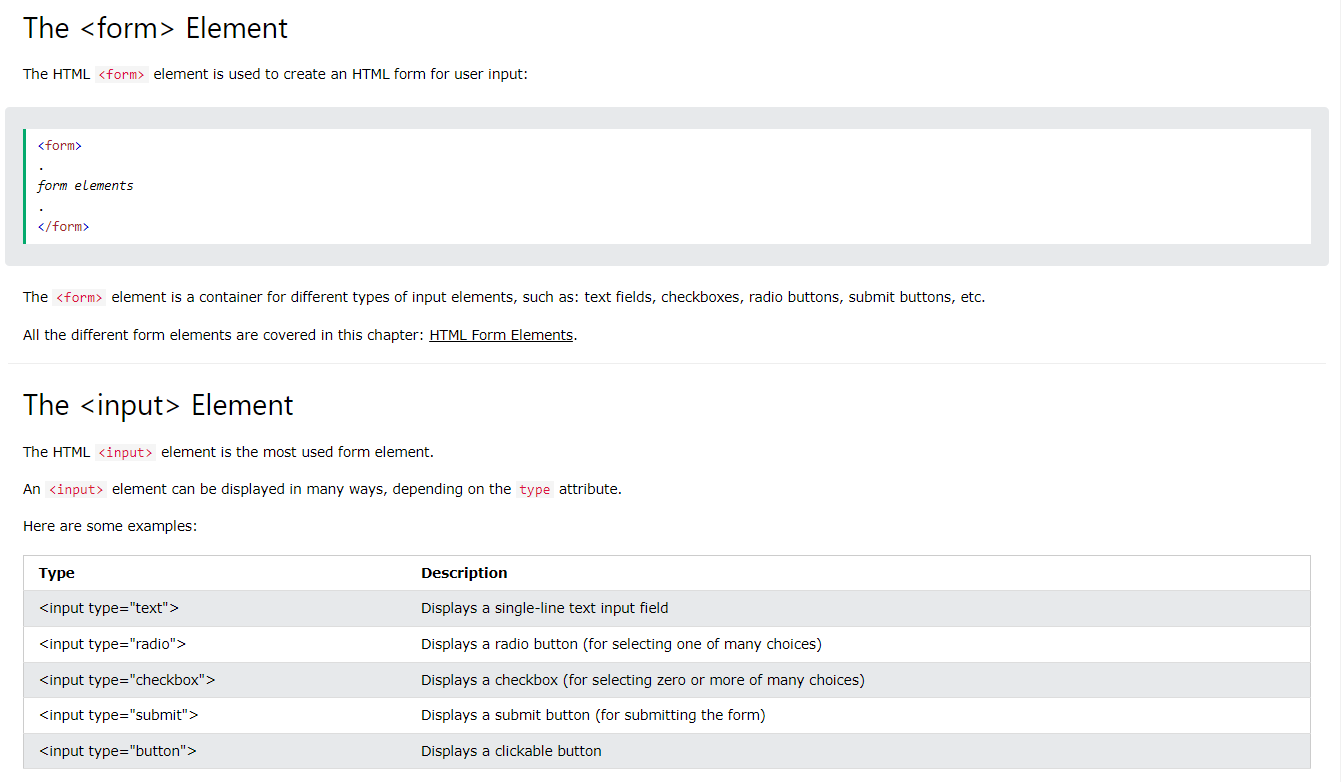 The <form> Element
The HTML <form> element is used to create an HTML form for user input:
<form>
.
form elements
.
</form>
The <form> element is a container for different types of input elements, such as: text fields, checkboxes, radio buttons, submit buttons, etc.
All the different form elements are covered in this chapter: HTML Form Elements.
The <input> Element
The HTML <input> element is the most used form element.
An <input> element can be displayed in many ways, depending on the type attribute.
Here are some examples:
Type Description
<input type="text"> Displays a single-line text input field
<input type="radio"> Displays a radio button (for selecting one of many choices)
<input type="checkbox"> Displays a checkbox (for selecting zero or more of many choices)
<input type="submit"> Displays a submit button (for submitting the form)
<input type="button"> Displays a clickable button